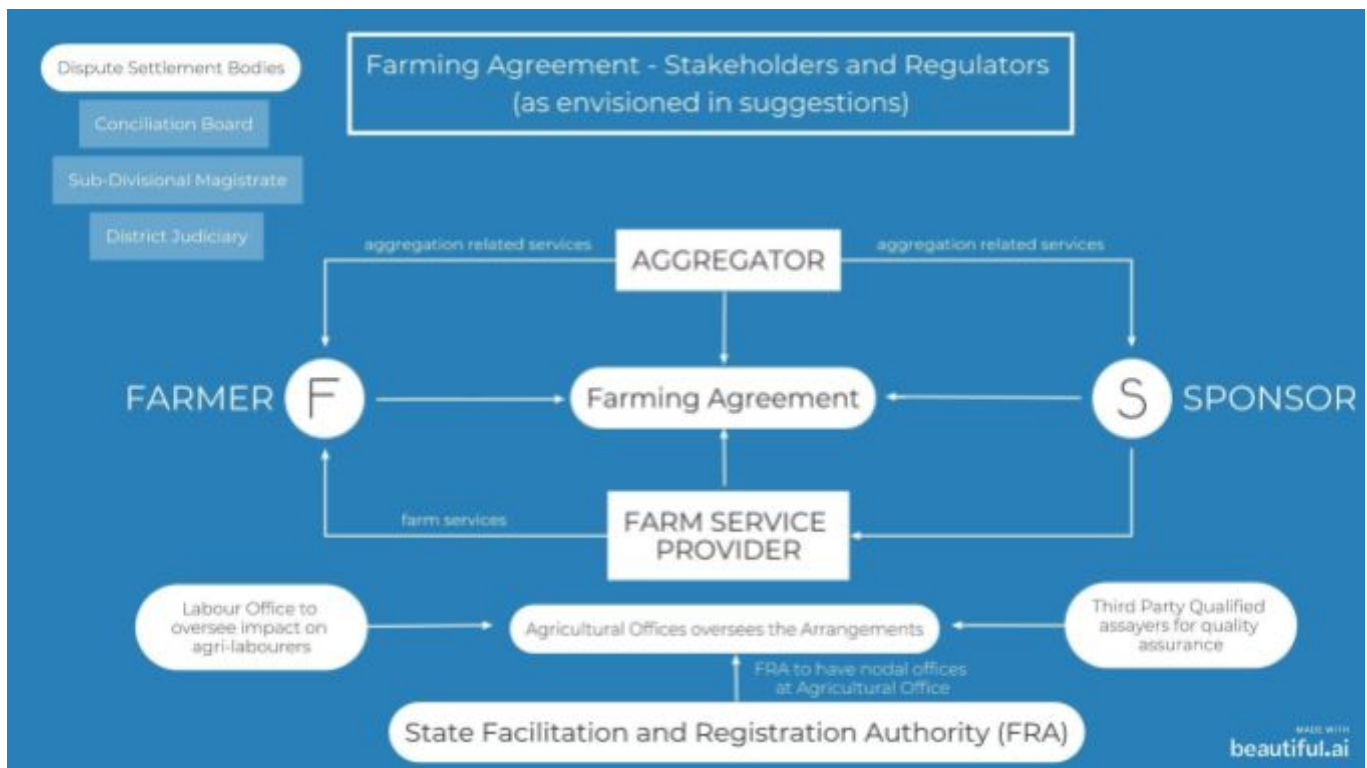 Dispute Settlement Bodies
Conciliation Board
Sub-Divisional Magistrate
District Judiciary
Farming Agreement - Stakeholders and Regulators
(as envisioned in suggestions)
aggregation related services
AGGREGATOR
aggregation related services
FARMER
F
Farming Agreement
S
SPONSOR
farm services
FARM SERVICE
PROVIDER
Labour Office to
oversee impact on
agri-labourers
Agricultural Offices oversees the Arrangements
Third Party Qualified
assayers for quality
assurance
FRA to have nodal offices
at Agricultural Office
State Facilitation and Registration Authority (FRA)
MADE WITH
beautiful.ai